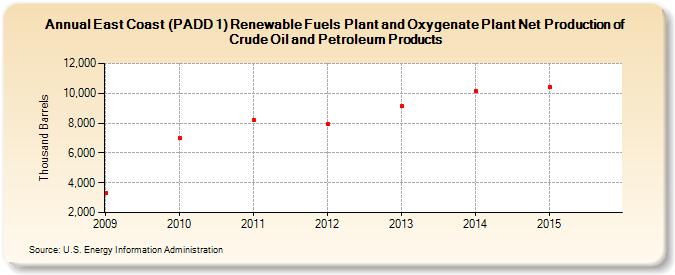 Annual East Coast (PADD 1) Renewable Fuels Plant and Oxygenate Plant Net Production of
Crude Oil and Petroleum Products
Thousand Barrels
12,000
10,000
8,000
6,000
4,000
2,000
2009 2010 2011 2012 2013 2014 2015
Source: U.S. Energy Information Administration